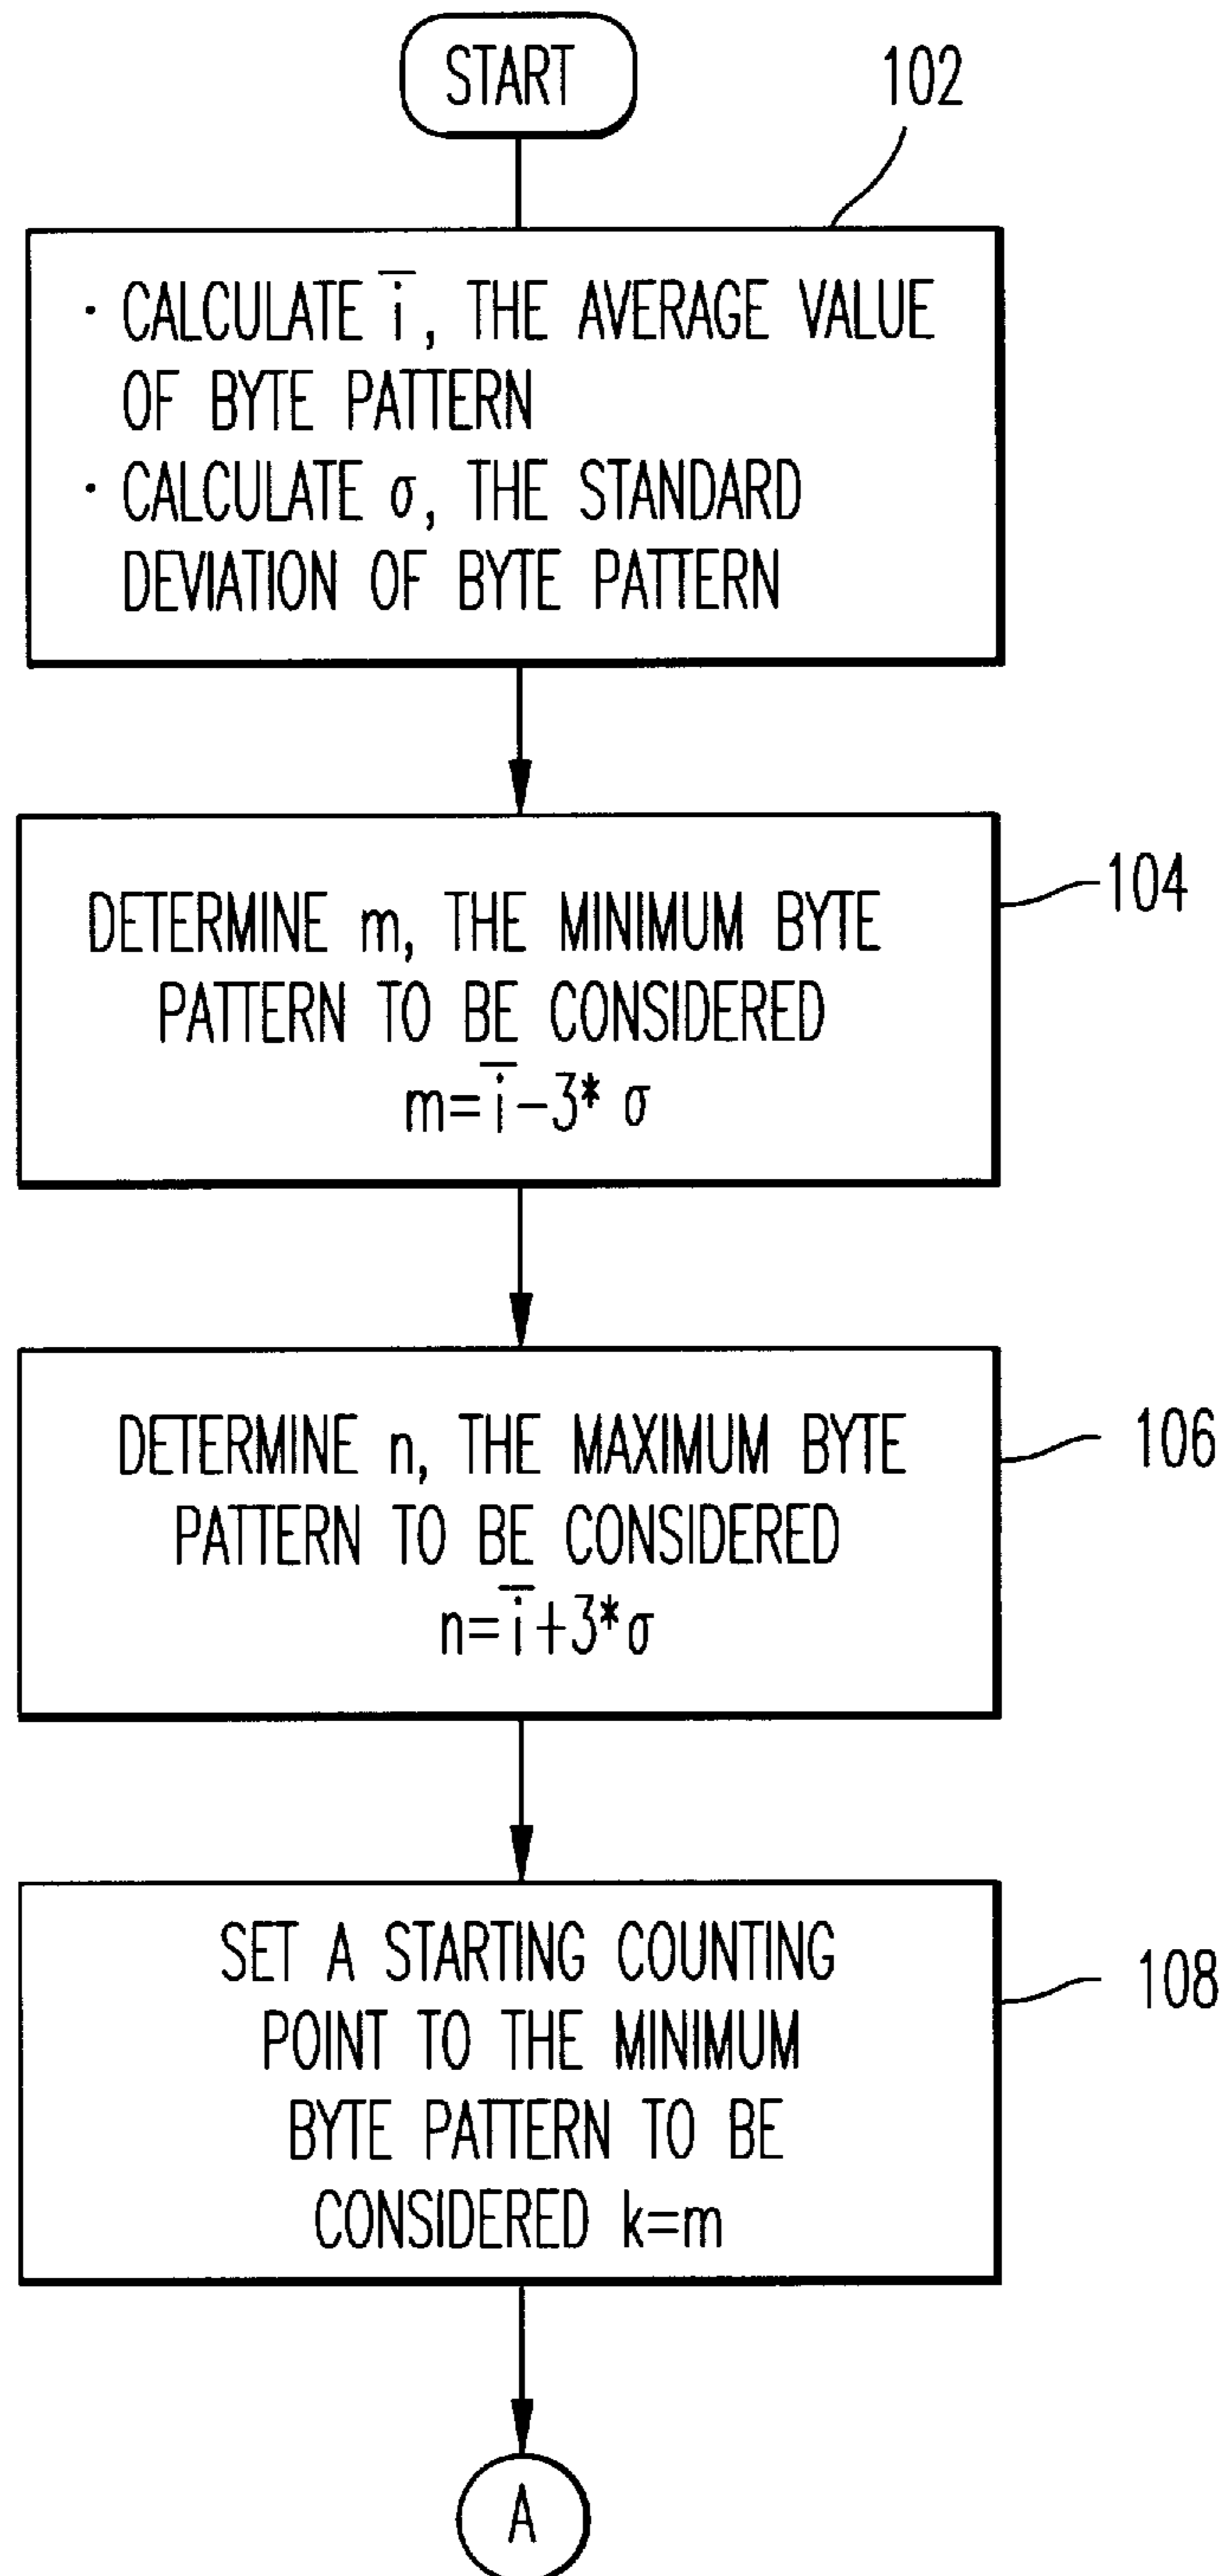 START
102
· CALCULATE i̅, THE AVERAGE VALUE
OF BYTE PATTERN
· CALCULATE σ, THE STANDARD
DEVIATION OF BYTE PATTERN
104
DETERMINE m, THE MINIMUM BYTE
PATTERN TO BE CONSIDERED
m=i̅-3* σ
106
DETERMINE n, THE MAXIMUM BYTE
PATTERN TO BE CONSIDERED
n=i̅+3*σ
108
SET A STARTING COUNTING
POINT TO THE MINIMUM
BYTE PATTERN TO BE
CONSIDERED k=m
A